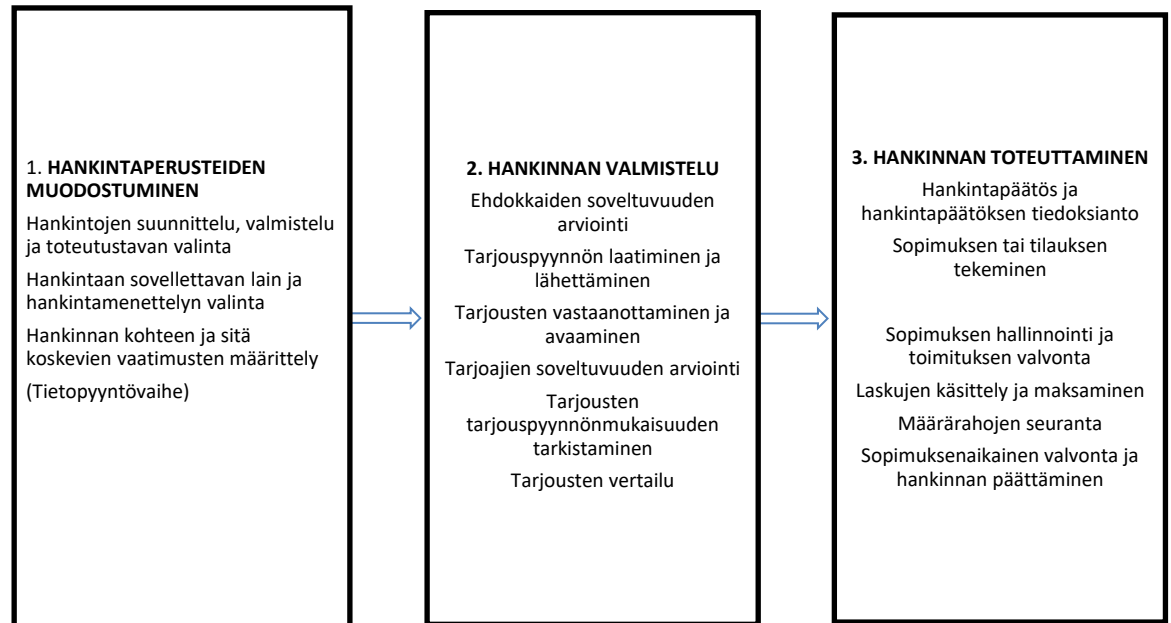 1. HANKINTAPERUSTEIDEN
MUODOSTUMINEN
Hankintojen suunnittelu, valmistelu
ja toteutustavan valinta
Hankintaan sovellettavan lain ja
hankintamenettelyn valinta
Hankinnan kohteen ja sitä
koskevien vaatimusten määrittely
(Tietopyyntövaihe)
2. HANKINNAN VALMISTELU
Ehdokkaiden soveltuvuuden
arviointi
Tarjouspyynnön laatiminen ja
lähettäminen
Tarjousten vastaanottaminen ja
avaaminen
Tarjoajien soveltuvuuden arviointi
Tarjousten
tarjouspyynnönmukaisuuden
tarkistaminen
Tarjousten vertailu
3. HANKINNAN TOTEUTTAMINEN
Hankintapäätös ja
hankintapäätöksen tiedoksianto
Sopimuksen tai tilauksen
tekeminen
Sopimuksen hallinnointi ja
toimituksen valvonta
Laskujen käsittely ja maksaminen
Määrärahojen seuranta
Sopimuksenaikainen valvonta ja
hankinnan päättäminen